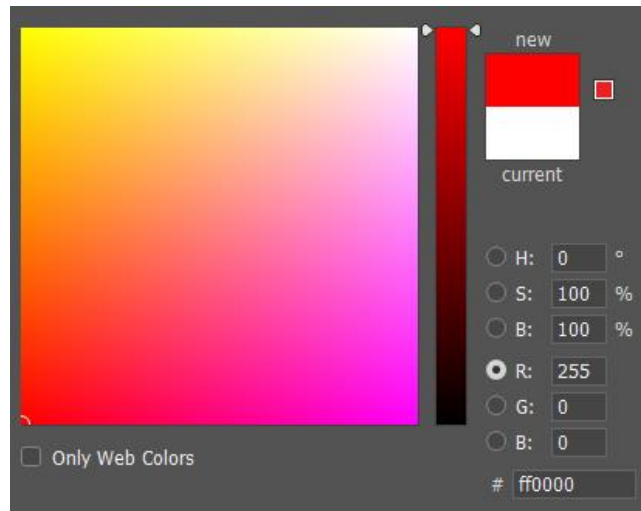 new
current
H: 0 °
S: 100 %
B: 100 %
R: 255
G: 0
B: 0
Only Web Colors
# ff0000